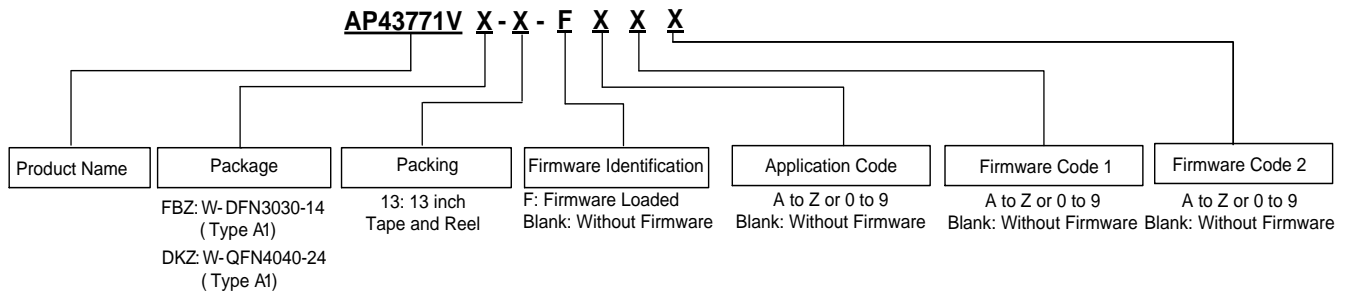 AP43771V X - X - F X X X
Product Name
Package
Packing
Firmware Identification
Application Code
Firmware Code 1
Firmware Code 2
FBZ: W-DFN3030-14
( Type A1)
DKZ: W-QFN4040-24
( Type A1)
13: 13 inch
Tape and Reel
F: Firmware Loaded
Blank: Without Firmware
A to Z or 0 to 9
Blank: Without Firmware
A to Z or 0 to 9
Blank: Without Firmware
A to Z or 0 to 9
Blank: Without Firmware